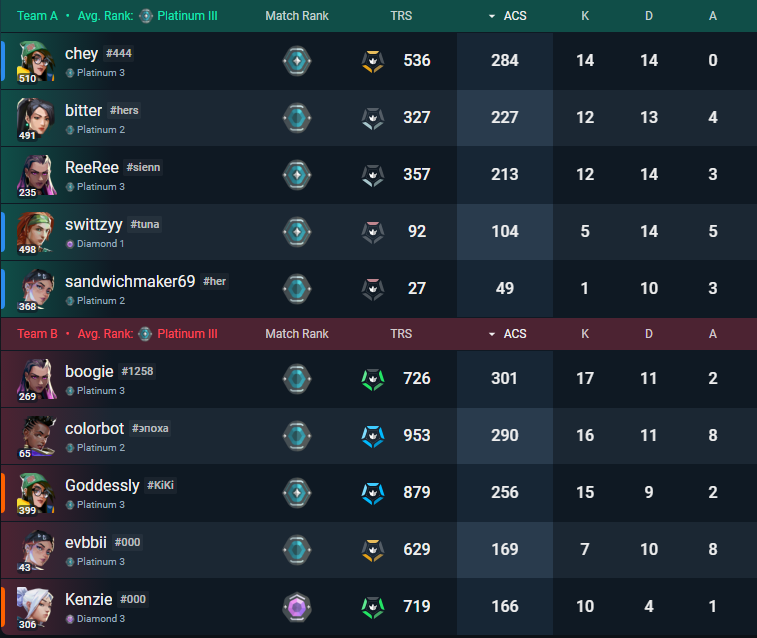 Team A • Avg. Rank: Platinum III Match Rank TRS ACS K D A
chey #444
510 Platinum 3 536 284 14 14 0
bitter #hers
491 Platinum 2 327 227 12 13 4
ReeRee #sienn
235 Platinum 3 357 213 12 14 3
swittzyy #tuna
498 Diamond 1 92 104 5 14 5
sandwichmaker69 #her
368 Platinum 2 27 49 1 10 3
Team B • Avg. Rank: Platinum III Match Rank TRS ACS K D A
boogie #1258
269 Platinum 3 726 301 17 11 2
colorbot #эпоха
65 Platinum 2 953 290 16 11 8
Goddessly #KiKi
399 Platinum 3 879 256 15 9 2
evbbii #000
43 Platinum 3 629 169 7 10 8
Kenzie #000
306 Diamond 3 719 166 10 4 1